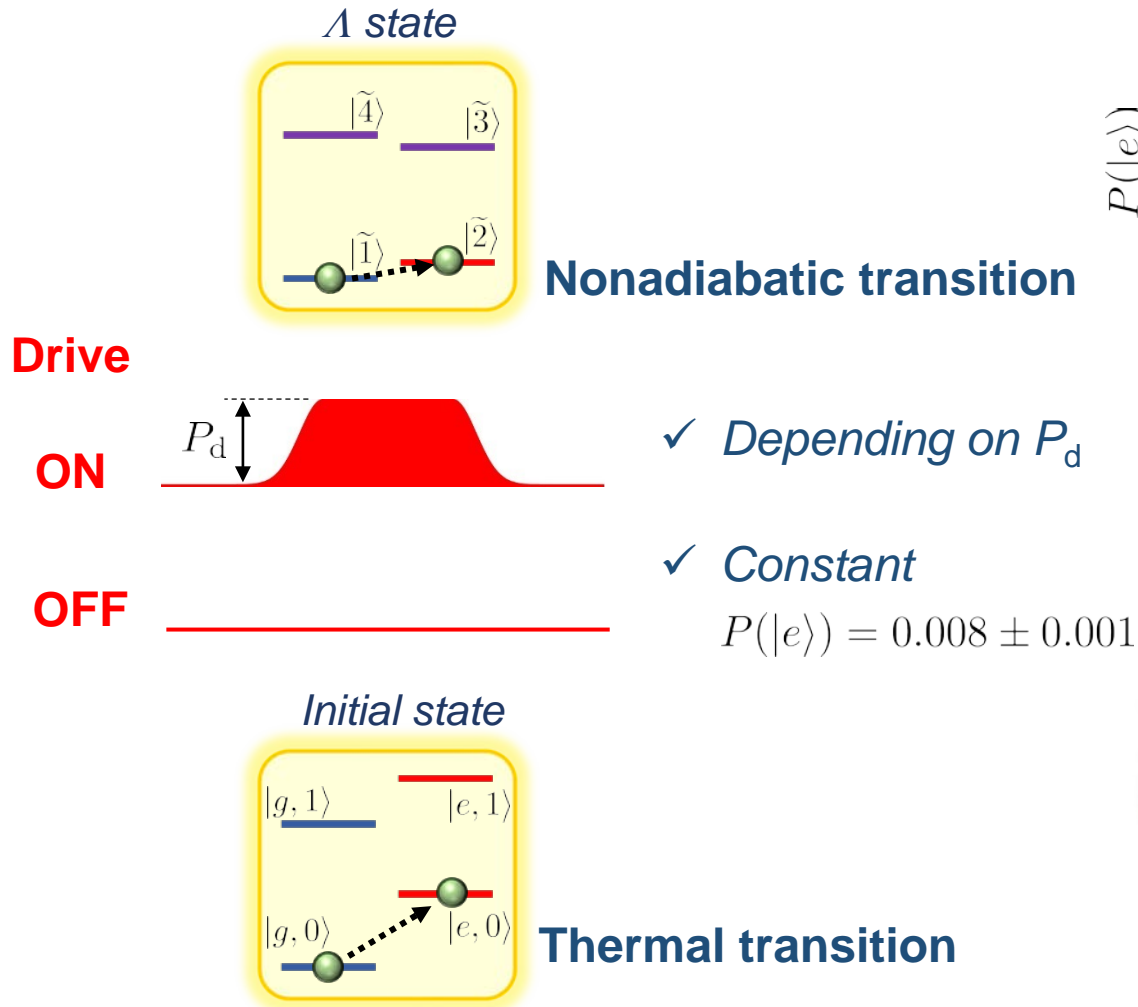 Λ state
|4̃⟩
|3̃⟩
|1̃⟩
|2̃⟩
Nonadiabatic transition
P(|e⟩)
Drive
P_d
✓ Depending on P_d
ON
✓ Constant
OFF
P(|e⟩) = 0.008 ± 0.001
Initial state
|g, 1⟩
|e, 1⟩
|g, 0⟩
|e, 0⟩
Thermal transition